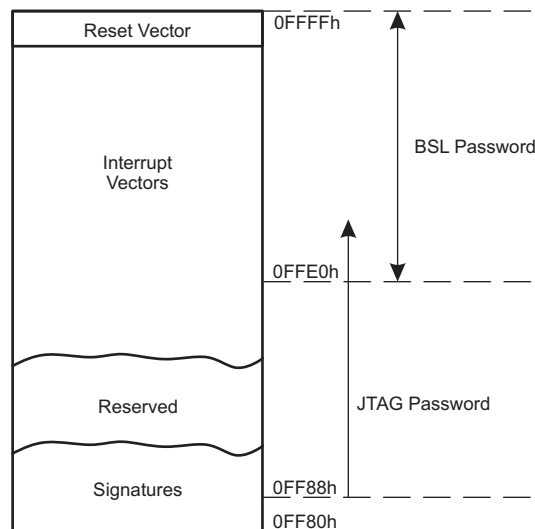 Reset Vector
0FFFFh
BSL Password
Interrupt
Vectors
0FFE0h
JTAG Password
Reserved
Signatures
0FF88h
0FF80h